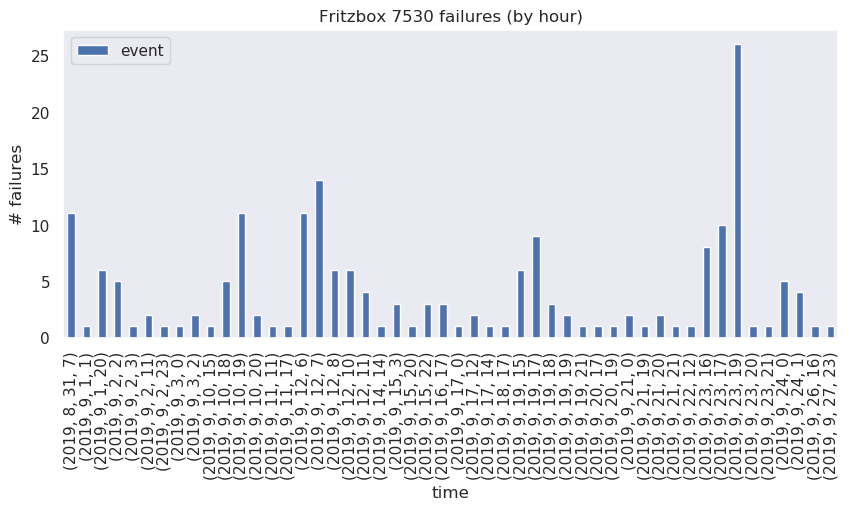 Fritzbox 7530 failures (by hour)
event
# failures
25
20
15
10
5
0
(2019, 8, 31, 7)
(2019, 9, 1, 1)
(2019, 9, 1, 20)
(2019, 9, 2, 2)
(2019, 9, 2, 3)
(2019, 9, 2, 11)
(2019, 9, 2, 23)
(2019, 9, 3, 0)
(2019, 9, 3, 2)
(2019, 9, 10, 15)
(2019, 9, 10, 18)
(2019, 9, 10, 19)
(2019, 9, 10, 20)
(2019, 9, 11, 11)
(2019, 9, 11, 17)
(2019, 9, 12, 6)
(2019, 9, 12, 7)
(2019, 9, 12, 8)
(2019, 9, 12, 10)
(2019, 9, 12, 11)
(2019, 9, 14, 14)
(2019, 9, 15, 3)
(2019, 9, 15, 20)
(2019, 9, 15, 22)
(2019, 9, 16, 17)
(2019, 9, 17, 0)
(2019, 9, 17, 12)
(2019, 9, 17, 14)
(2019, 9, 18, 17)
(2019, 9, 19, 15)
(2019, 9, 19, 17)
(2019, 9, 19, 18)
(2019, 9, 19, 19)
(2019, 9, 19, 21)
(2019, 9, 20, 17)
(2019, 9, 20, 19)
(2019, 9, 21, 0)
(2019, 9, 21, 19)
(2019, 9, 21, 20)
(2019, 9, 21, 21)
(2019, 9, 22, 12)
(2019, 9, 23, 16)
(2019, 9, 23, 17)
(2019, 9, 23, 19)
(2019, 9, 23, 20)
(2019, 9, 23, 21)
(2019, 9, 24, 0)
(2019, 9, 24, 1)
(2019, 9, 26, 16)
(2019, 9, 27, 23)
time